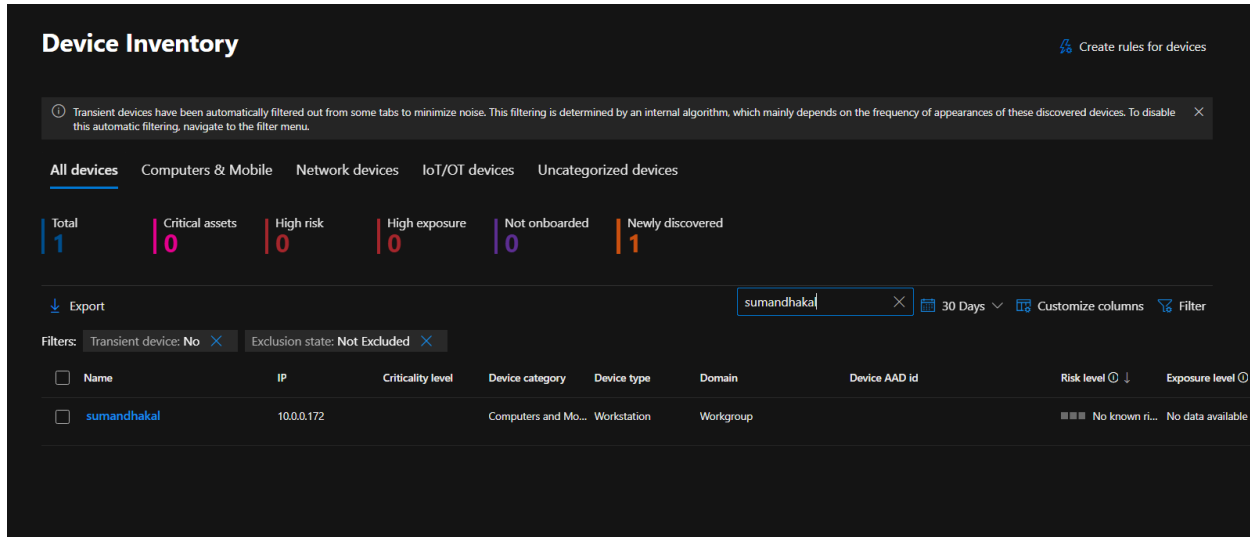 Device Inventory
Create rules for devices
Transient devices have been automatically filtered out from some tabs to minimize noise. This filtering is determined by an internal algorithm, which mainly depends on the frequency of appearances of these discovered devices. To disable
this automatic filtering, navigate to the filter menu.
All devices Computers & Mobile Network devices IoT/OT devices Uncategorized devices
Total Critical assets High risk High exposure Not onboarded Newly discovered
1 0 0 0 0 1
Export sumandhakal 30 Days Customize columns Filter
Filters: Transient device: No Exclusion state: Not Excluded
Name IP Criticality level Device category Device type Domain Device AAD id Risk level Exposure level
sumandhakal 10.0.0.172 Computers and Mo... Workstation Workgroup No known ri... No data available